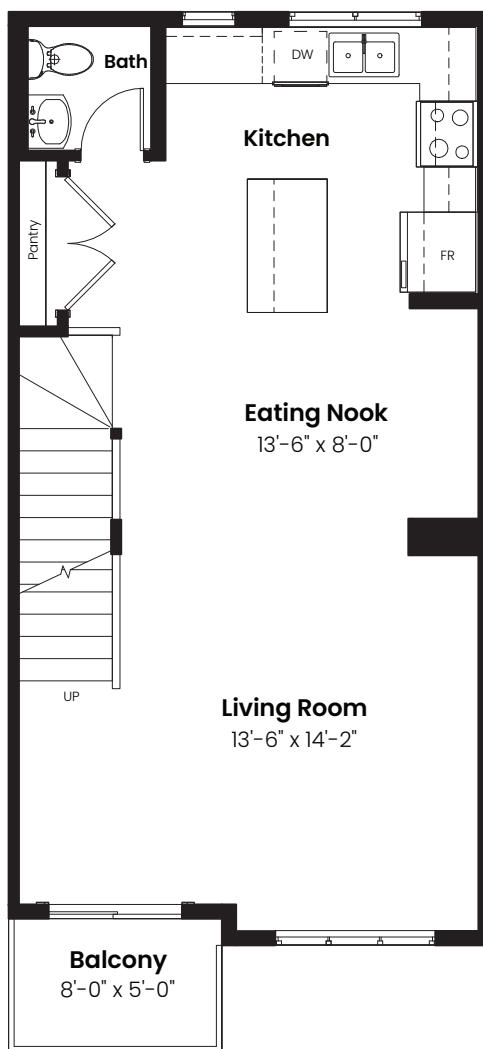 DW
Bath
Kitchen
Pantry
FR
Eating Nook
13'-6" x 8'-0"
UP
Living Room
13'-6" x 14'-2"
Balcony
8'-0" x 5'-0"